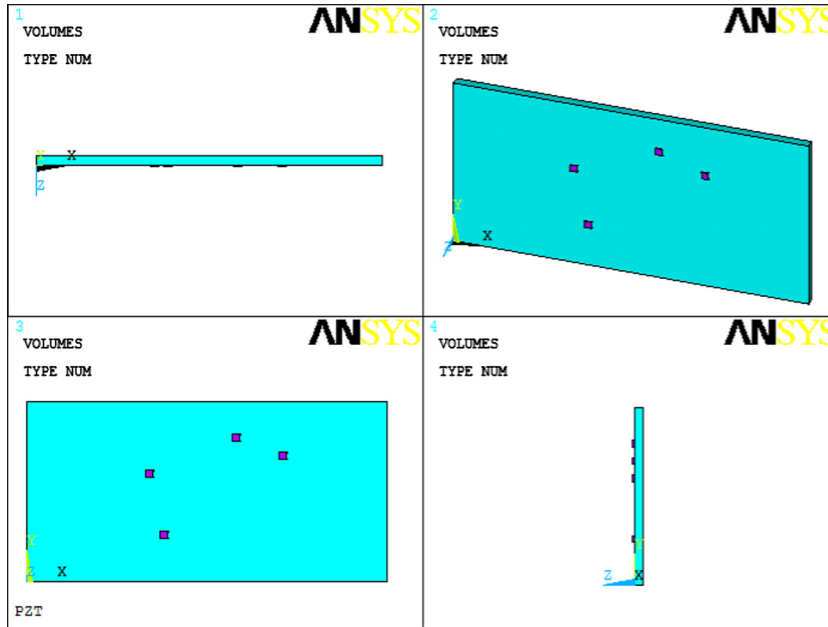 1
VOLUMES
TYPE NUM
ANSYS
Y X
Z
2
VOLUMES
TYPE NUM
ANSYS
Y
X
Z
3
VOLUMES
TYPE NUM
ANSYS
Y
Z X
PZT
4
VOLUMES
TYPE NUM
ANSYS
Y
Z X